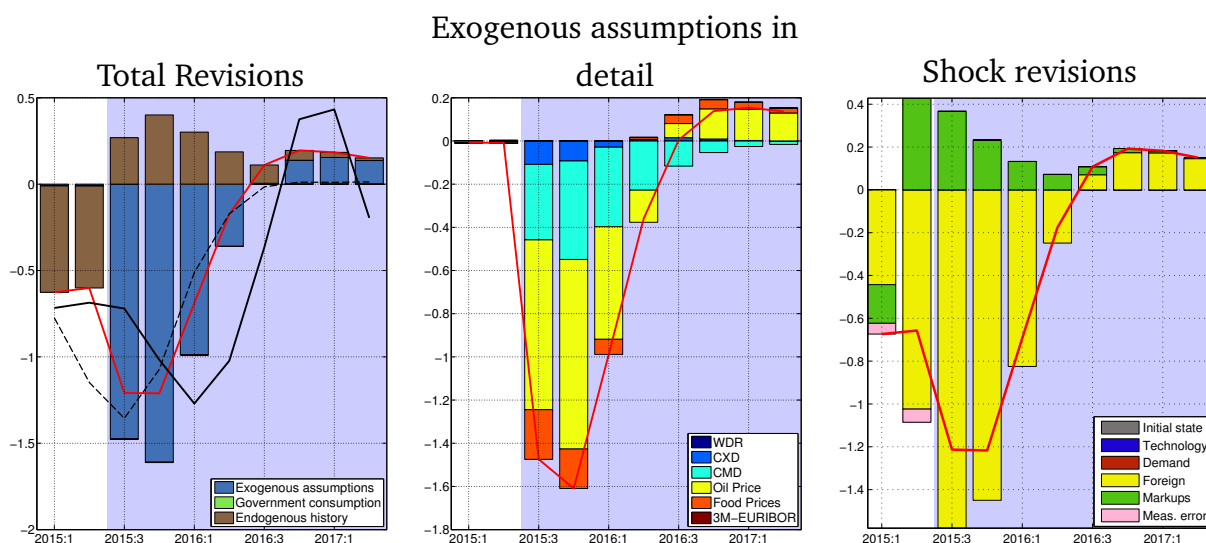 Exogenous assumptions in
detail
Total Revisions
Shock revisions
0.5
0
−0.5
−1
−1.5
−2
2015:1 2015:3 2016:1 2016:3 2017:1
Exogenous assumptions
Government consumption
Endogenous history
0.2
0
−0.2
−0.4
−0.6
−0.8
−1
−1.2
−1.4
−1.6
−1.8
2015:1 2015:3 2016:1 2016:3 2017:1
WDR
CXD
CMD
Oil Price
Food Prices
3M−EURIBOR
0.4
0.2
0
−0.2
−0.4
−0.6
−0.8
−1
−1.2
−1.4
2015:1 2015:3 2016:1 2016:3 2017:1
Initial state
Technology
Demand
Foreign
Markups
Meas. error